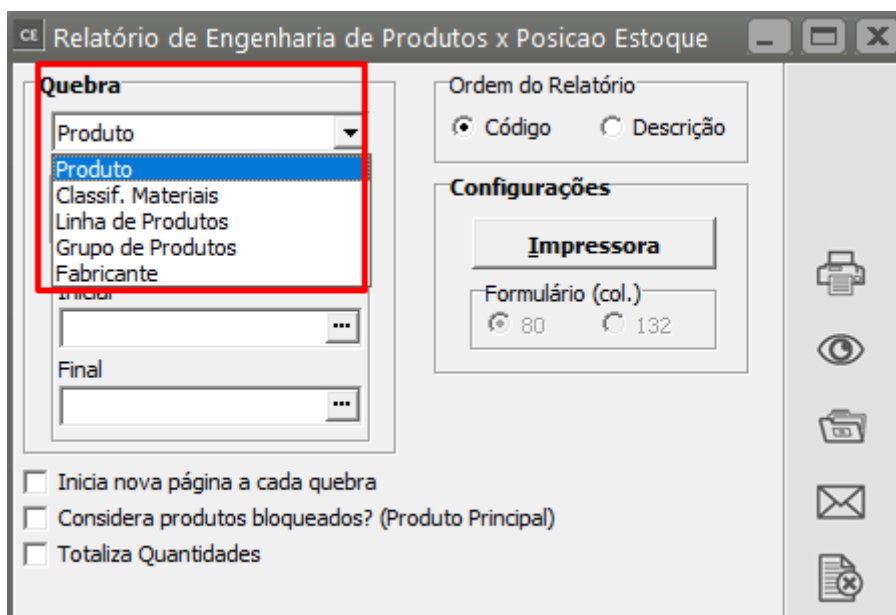 CE Relatório de Engenharia de Produtos x Posicao Estoque
Quebra
Produto
Produto
Classif. Materiais
Linha de Produtos
Grupo de Produtos
Fabricante
Inicial
...
Final
...
Ordem do Relatório
Código Descrição
Configurações
Impressora
Formulário (col.)
80 132
Inicia nova página a cada quebra
Considera produtos bloqueados? (Produto Principal)
Totaliza Quantidades